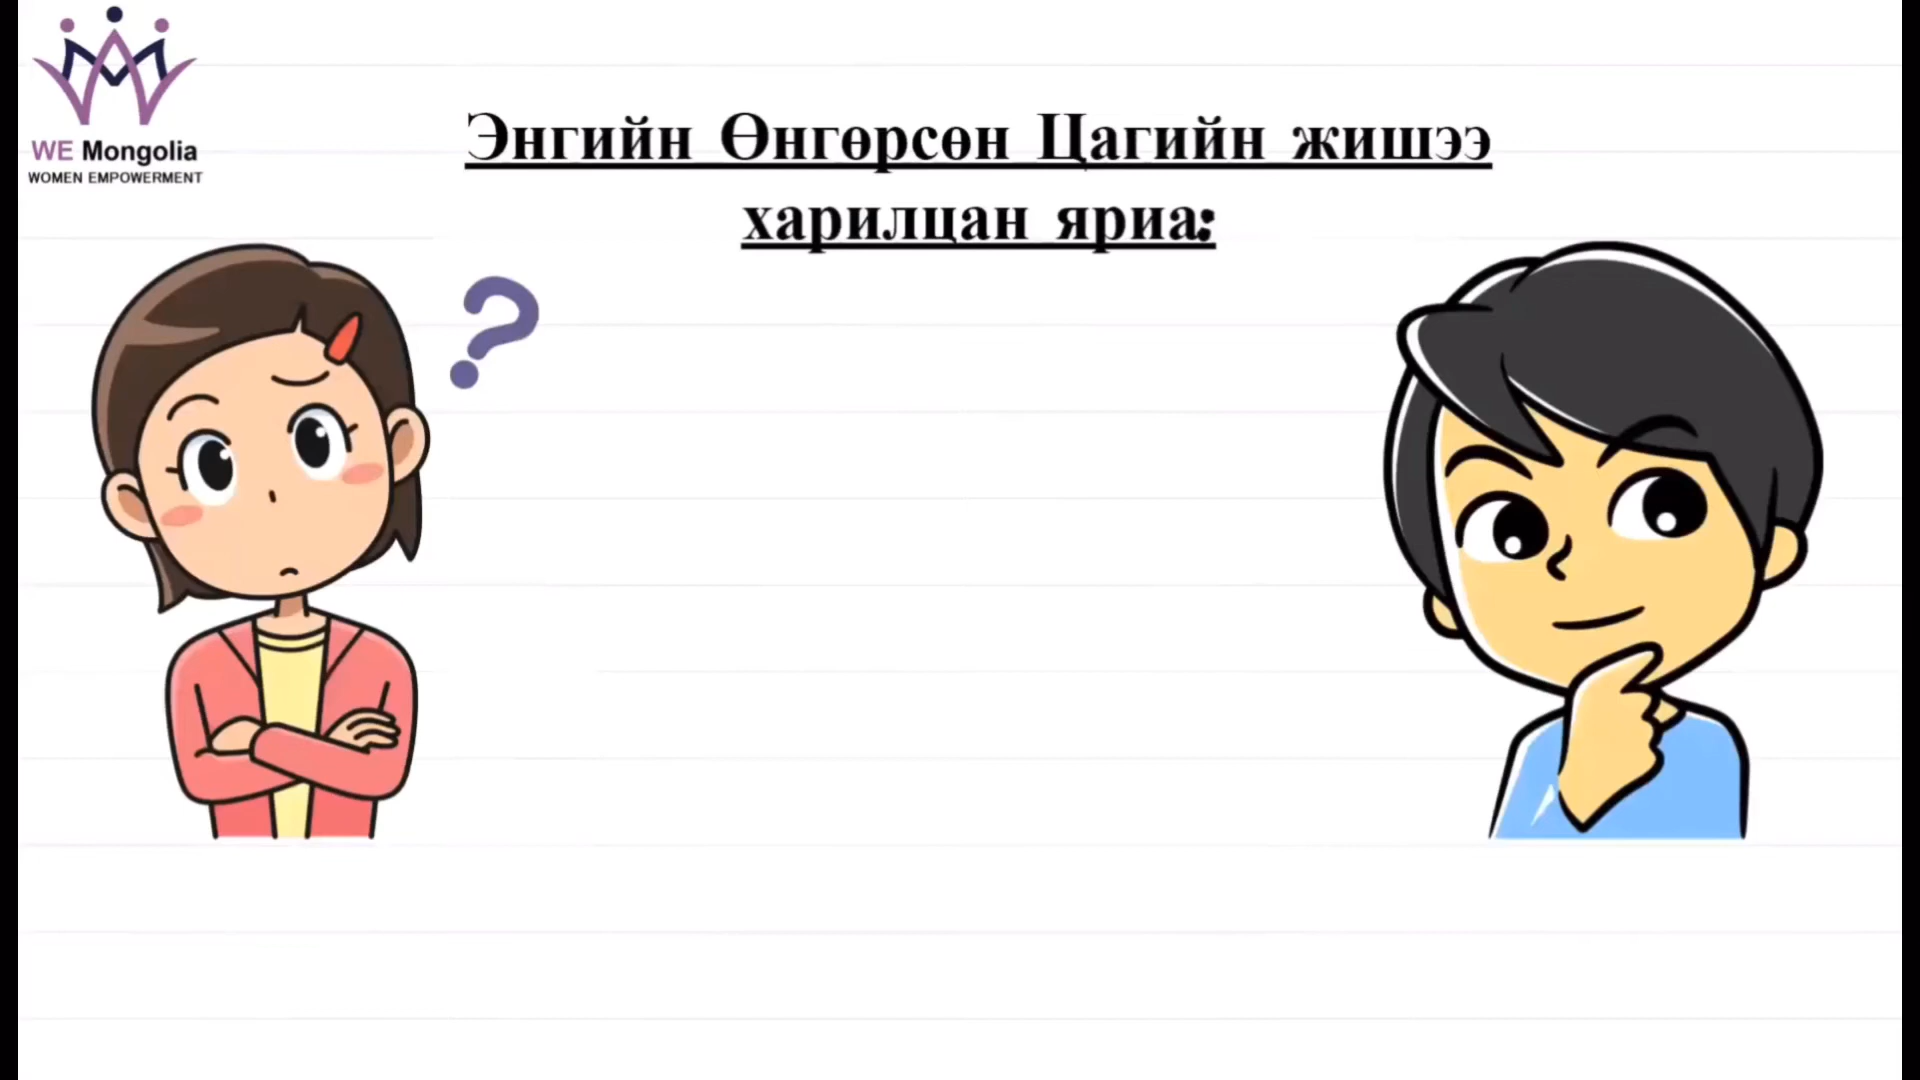 WE Mongolia
WOMEN EMPOWERMENT
Энгийн Өнгөрсөн Цагийн жишээ
харилцан яриа:
?